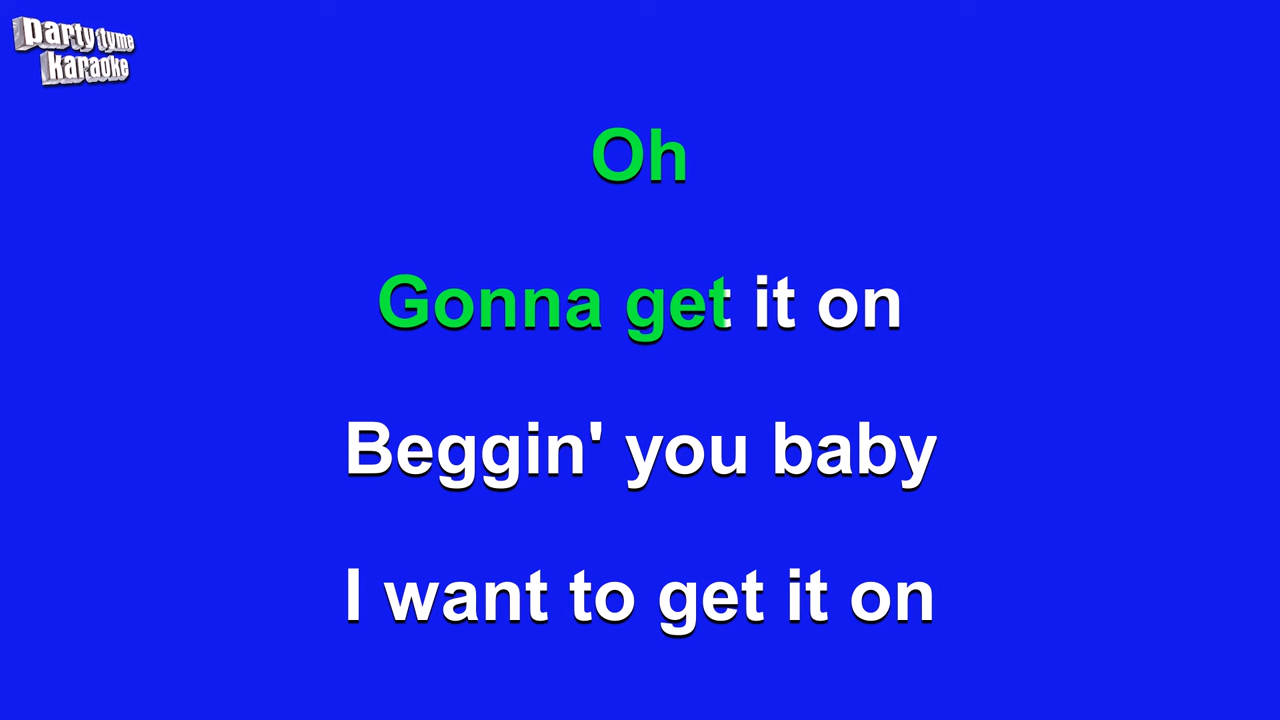 party tyme
karaoke
Oh
Gonna get it on
Beggin' you baby
I want to get it on